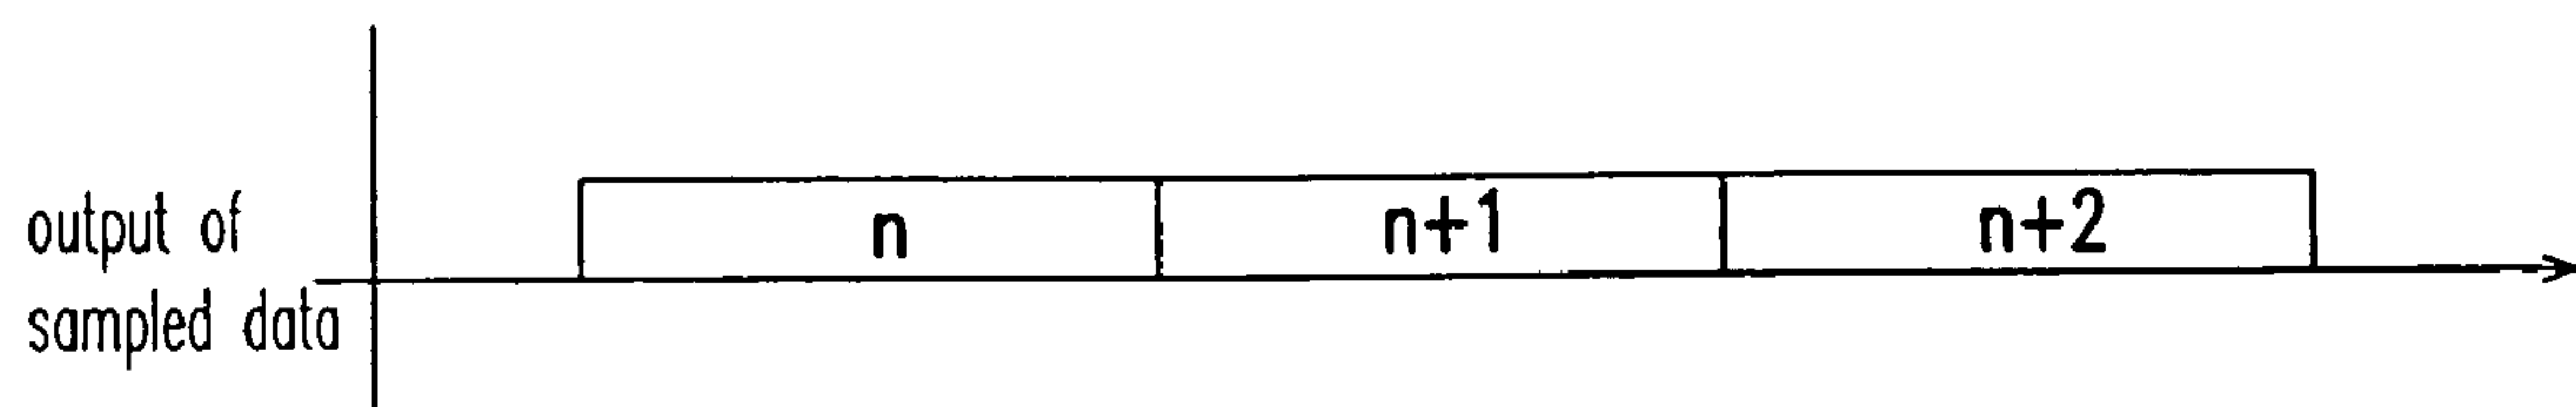 output of
sampled data
n
n+1
n+2